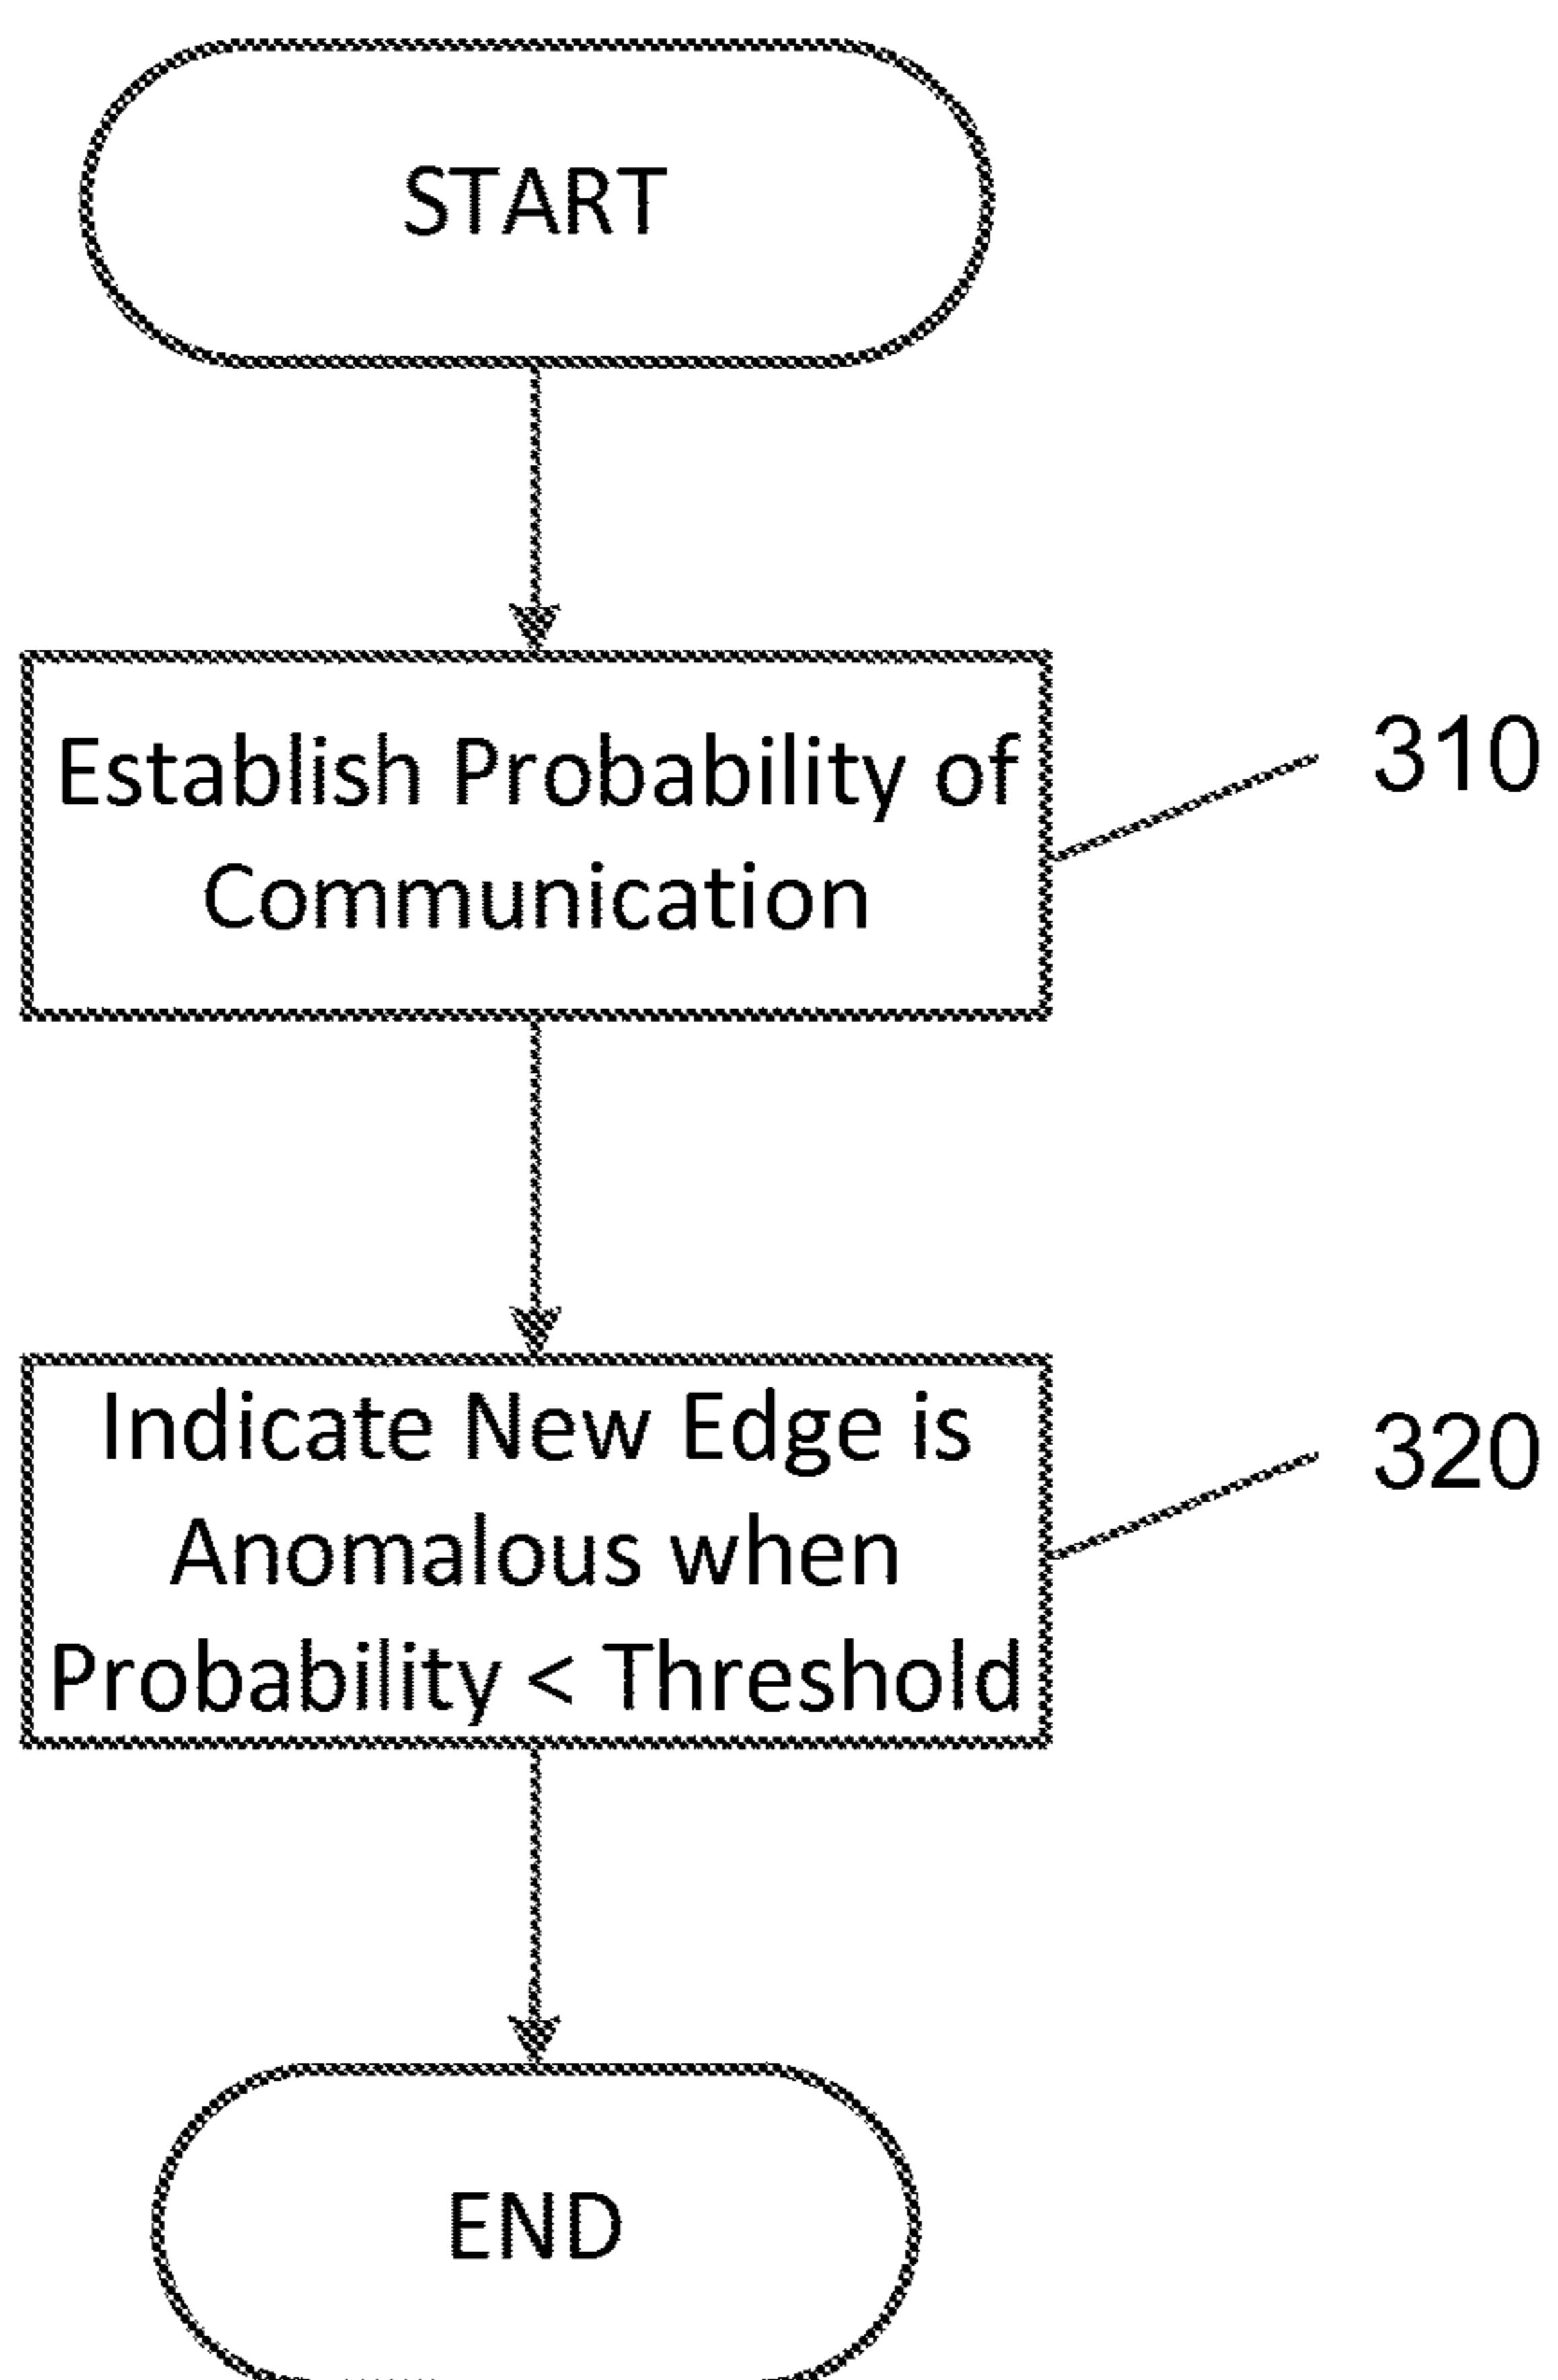 START
Establish Probability of
Communication
310
Indicate New Edge is
Anomalous when
Probability < Threshold
320
END